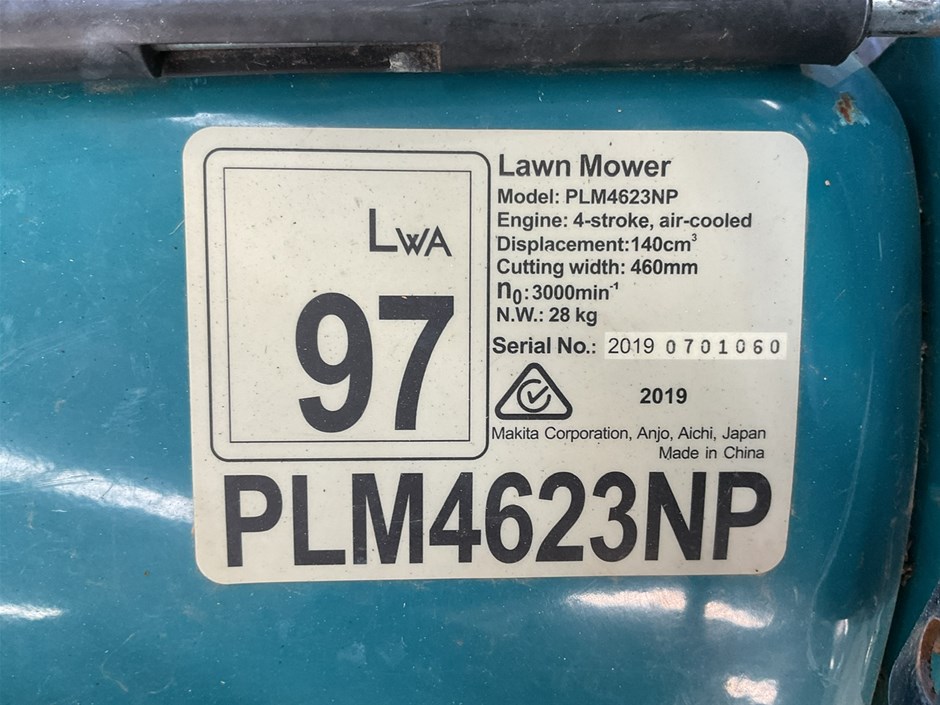 LWA
97
Lawn Mower
Model: PLM4623NP
Engine: 4-stroke, air-cooled
Displacement:140cm³
Cutting width: 460mm
n₀:3000min⁻¹
N.W.: 28 kg
Serial No.: 2019 0701060
2019
Makita Corporation, Anjo, Aichi, Japan
Made in China
PLM4623NP